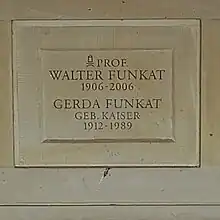 PROF.
WALTER FUNKAT
1906-2006
GERDA FUNKAT
GEB. KAISER
1912-1989